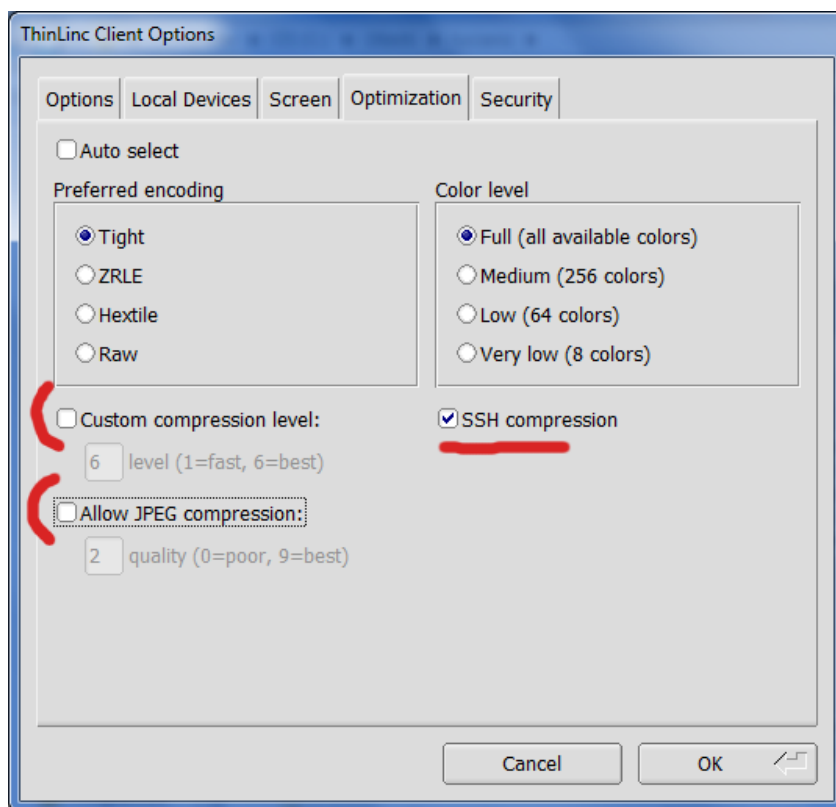 ThinLinc Client Options
Options Local Devices Screen Optimization Security
Auto select
Preferred encoding
Tight
ZRLE
Hextile
Raw
Color level
Full (all available colors)
Medium (256 colors)
Low (64 colors)
Very low (8 colors)
Custom compression level:
6 level (1=fast, 6=best)
SSH compression
Allow JPEG compression:
2 quality (0=poor, 9=best)
Cancel OK